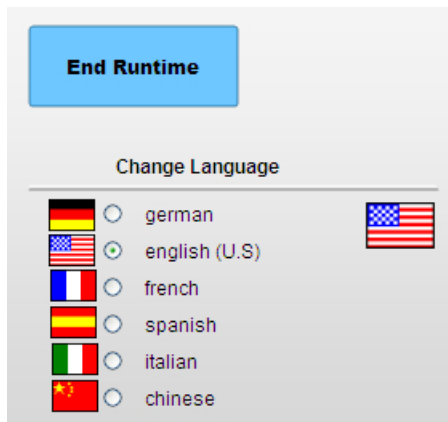 End Runtime
Change Language
german
english (U.S)
french
spanish
italian
chinese